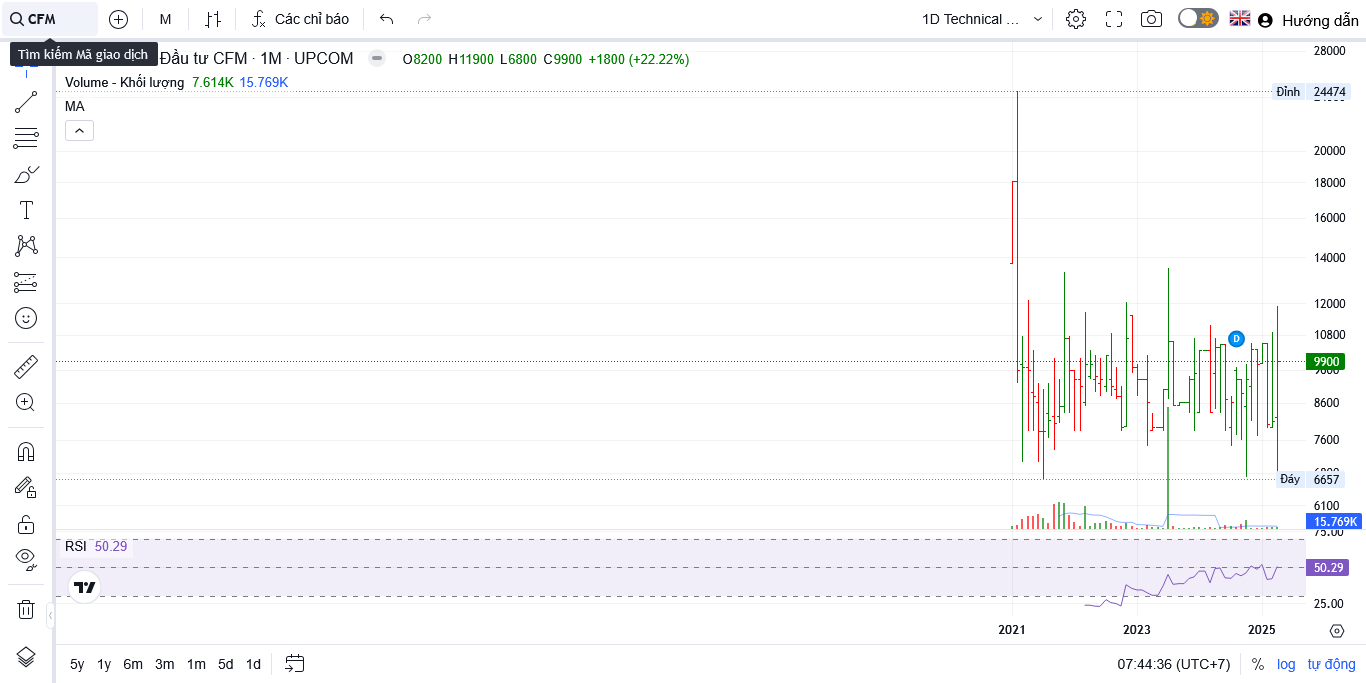 CFM
M
Các chỉ báo
1D Technical ...
Hướng dẫn
Tìm kiếm Mã giao dịch
Đầu tư CFM · 1M · UPCOM
O8200 H11900 L6800 C9900 +1800 (+22.22%)
Volume - Khối lượng 7.614K 15.769K
MA
28000
Đỉnh 24474
20000
18000
16000
14000
12000
10800
D
9900
9000
8600
7600
Đáy 6657
6100
15.769K
75.00
RSI 50.29
50.29
25.00
2021 2023 2025
5y 1y 6m 3m 1m 5d 1d
07:44:36 (UTC+7) % log tự động